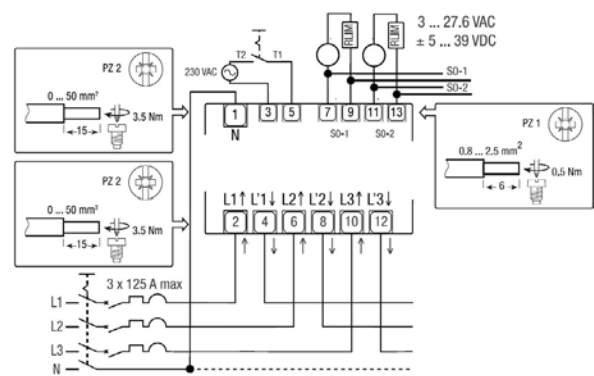 3 ... 27.6 VAC
± 5 ... 39 VDC
RLIM
RLIM
T2
T1
230 VAC
S0-1
S0-2
PZ 2
0 ... 50 mm²
15
3.5 Nm
1
3
5
7
9
11
13
N
S0-1
S0-2
PZ 1
0.8 ... 2.5 mm²
6
0.5 Nm
PZ 2
0 ... 50 mm²
15
3.5 Nm
L1↑ L'1↓ L2↑ L'2↓ L3↑ L'3↓
2
4
6
8
10
12
3 x 125 A max
L1
L2
L3
N